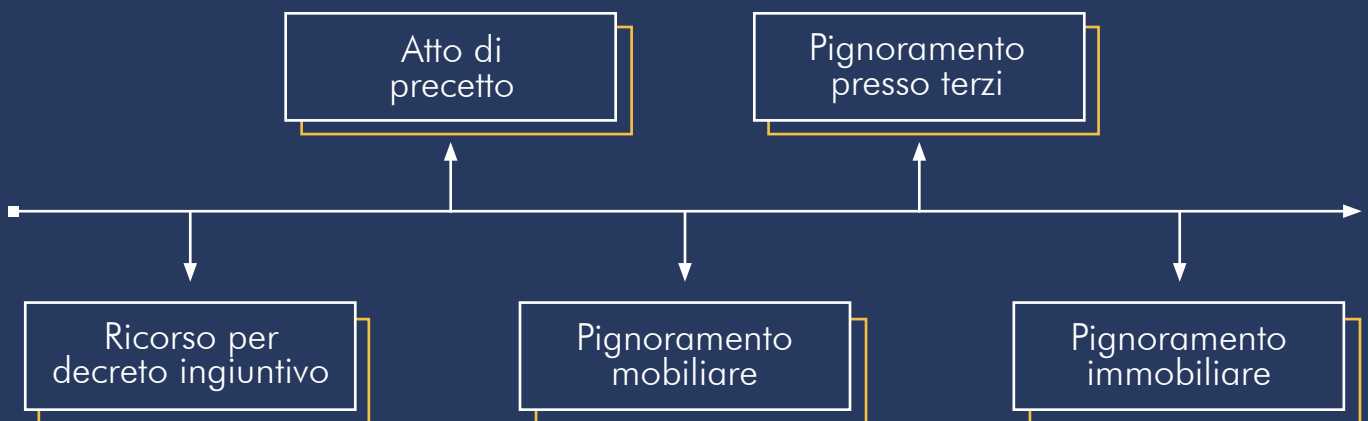 Atto di
precetto
Pignoramento
presso terzi
Ricorso per
decreto ingiuntivo
Pignoramento
mobiliare
Pignoramento
immobiliare